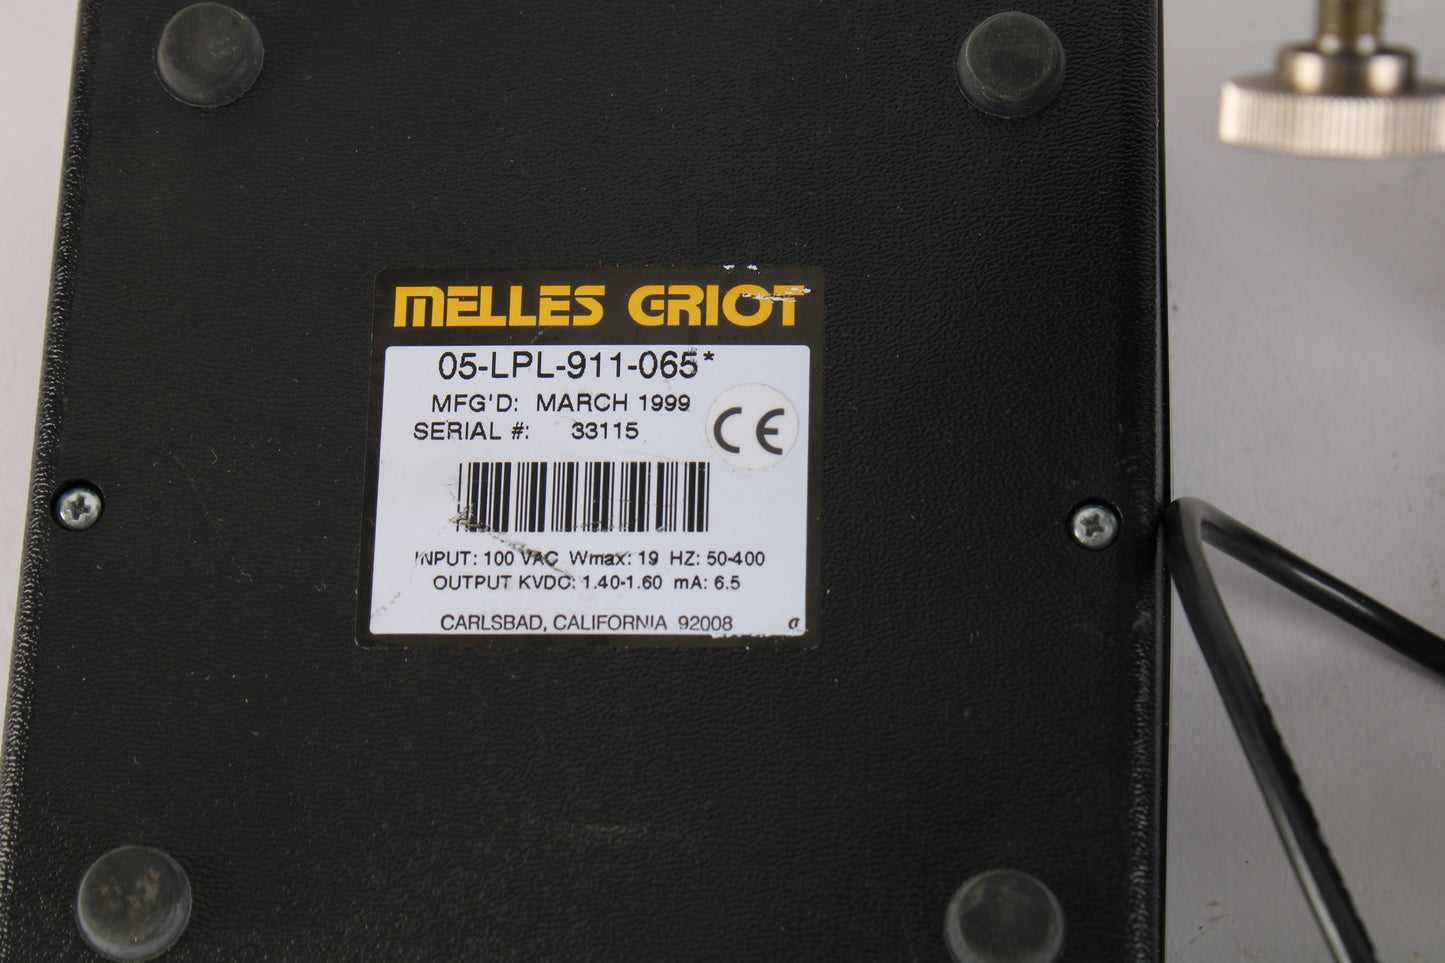 MELLES GRIOT
05-LPL-911-065*
MFG'D: MARCH 1999
SERIAL #: 33115
CE
INPUT: 100 VAC Wmax: 19 HZ: 50-400
OUTPUT KVDC: 1.40-1.60 mA: 6.5
CARLSBAD, CALIFORNIA 92008 a